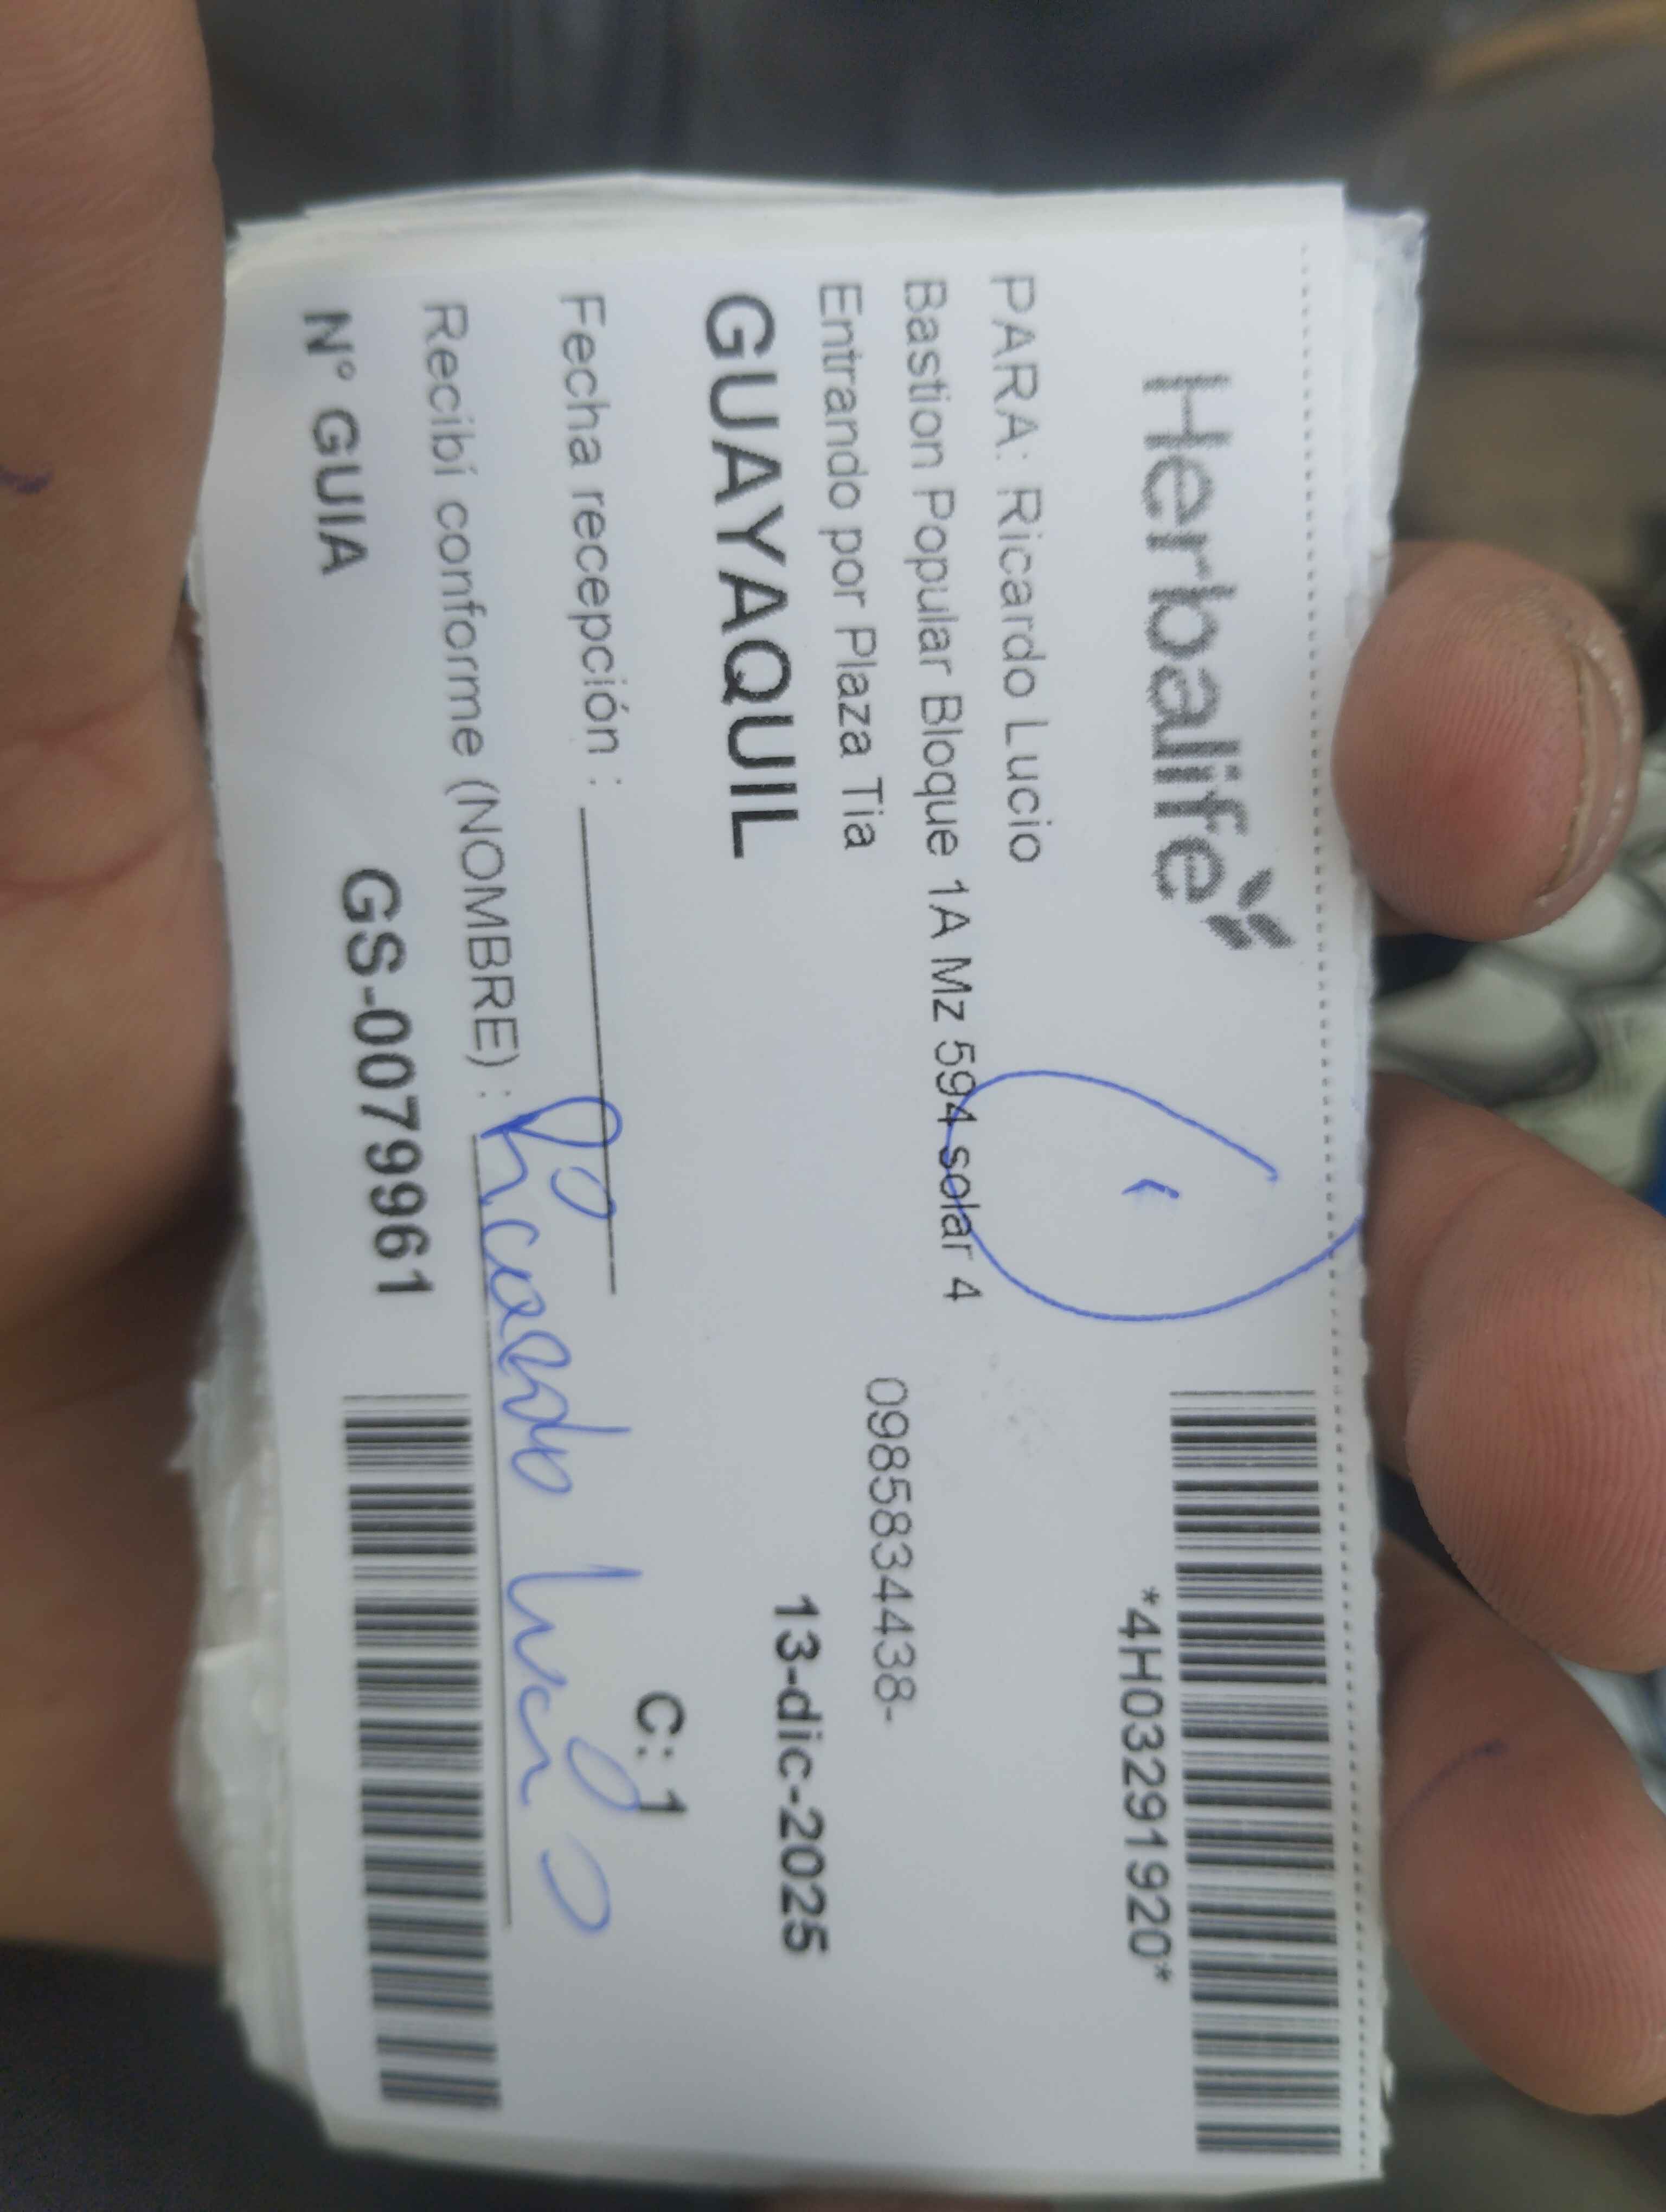 Herbalife
*4H03291920*
PARA: Ricardo Lucio
Bastion Popular Bloque 1A Mz 594 solar 4
Entrando por Plaza Tia
0985834438-
GUAYAQUIL
13-dic-2025
Fecha recepción :
C: 1
Recibí conforme (NOMBRE) : Ricardo Lucio
N° GUIA
GS-00799961